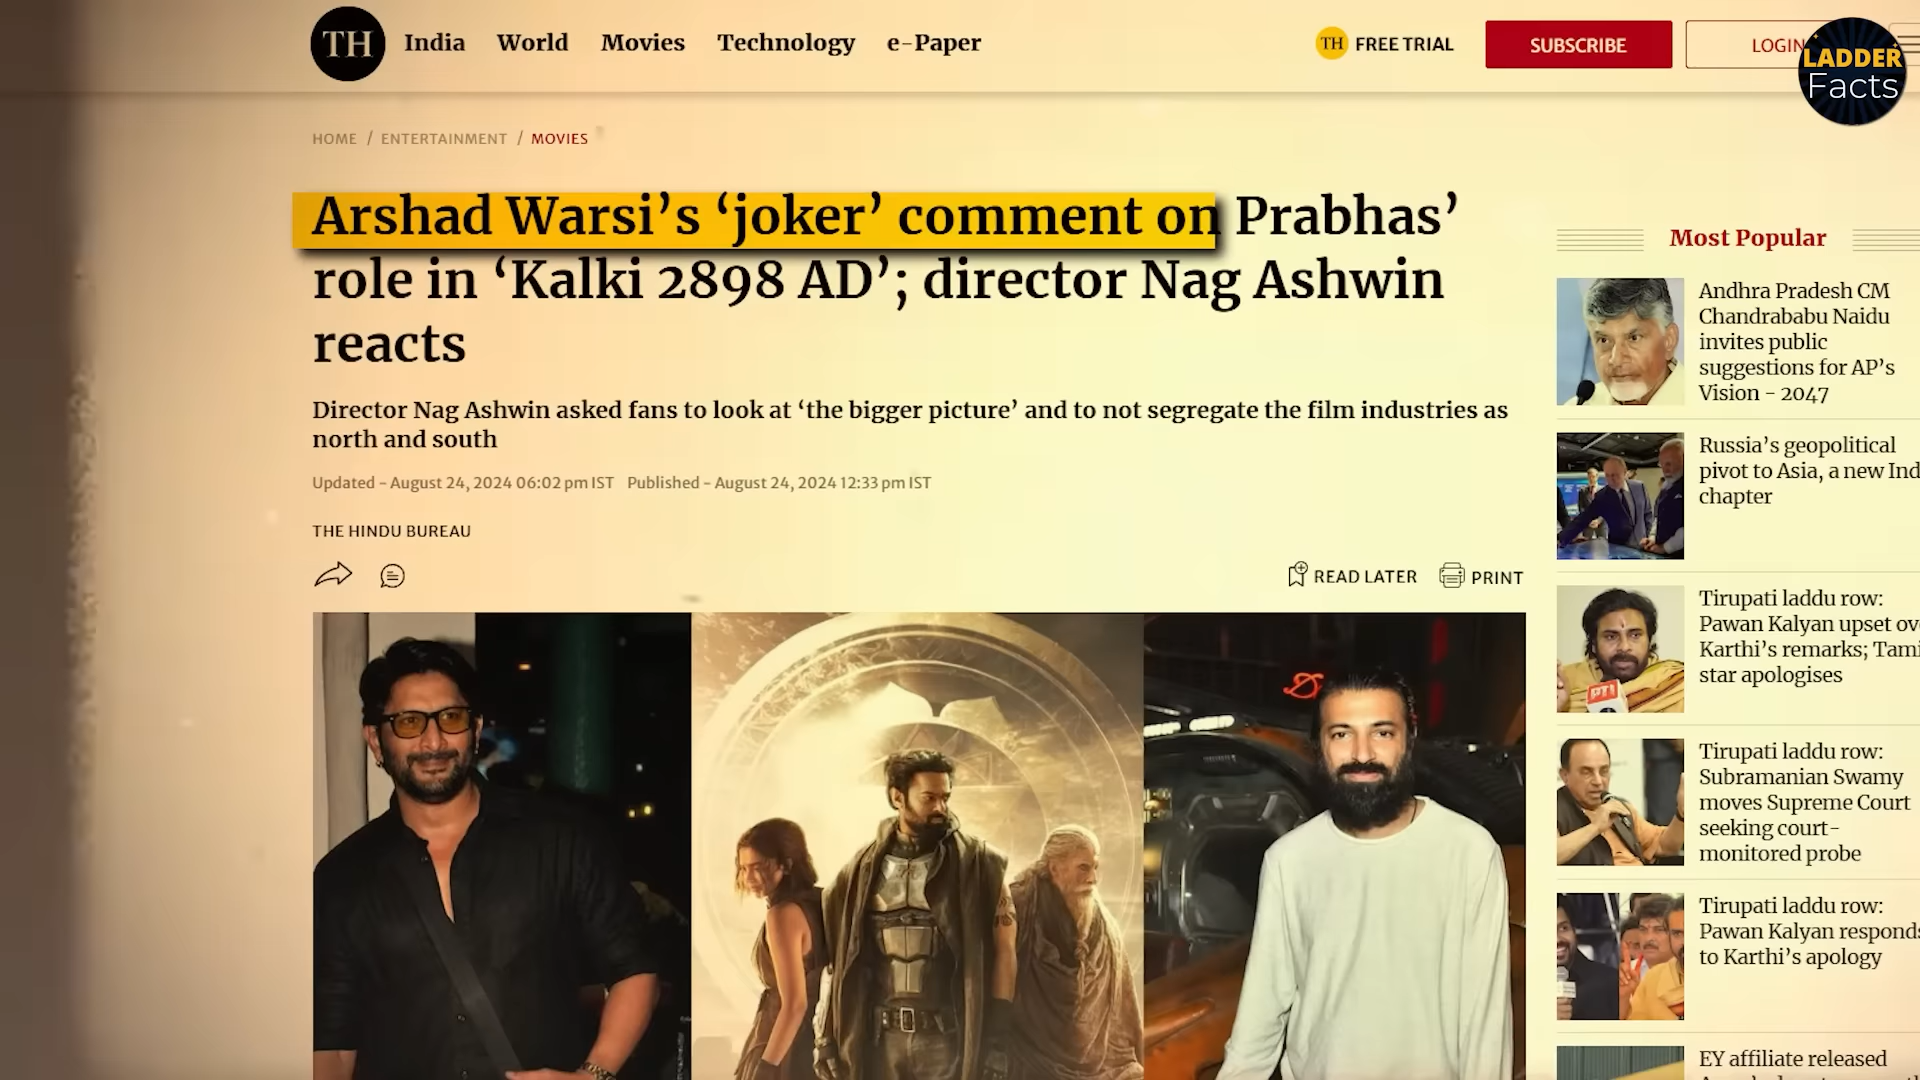 TH
India
World
Movies
Technology
e-Paper
TH FREE TRIAL
SUBSCRIBE
LOGIN
LADDER
Facts
HOME / ENTERTAINMENT / MOVIES
Arshad Warsi’s ‘joker’ comment on Prabhas’
role in ‘Kalki 2898 AD’; director Nag Ashwin
reacts
Director Nag Ashwin asked fans to look at ‘the bigger picture’ and to not segregate the film industries as
north and south
Updated - August 24, 2024 06:02 pm IST Published - August 24, 2024 12:33 pm IST
THE HINDU BUREAU
READ LATER
PRINT
Most Popular
Andhra Pradesh CM
Chandrababu Naidu
invites public
suggestions for AP’s
Vision - 2047
Russia’s geopolitical
pivot to Asia, a new Ind
chapter
Tirupati laddu row:
Pawan Kalyan upset ov
Karthi’s remarks; Tami
star apologises
PTI
Tirupati laddu row:
Subramanian Swamy
moves Supreme Court
seeking court-
monitored probe
Tirupati laddu row:
Pawan Kalyan responds
to Karthi’s apology
EY affiliate released